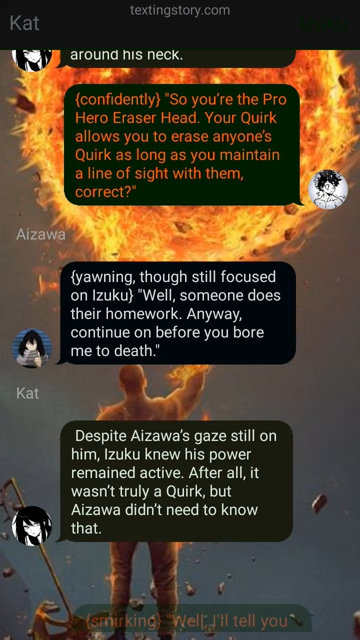 textingstory.com
Kat
around his neck.
{confidently} "So you're the Pro
Hero Eraser Head. Your Quirk
allows you to erase anyone's
Quirk as long as you maintain
a line of sight with them,
correct?"
Aizawa
{yawning, though still focused
on Izuku} "Well, someone does
their homework. Anyway,
continue on before you bore
me to death."
Kat
Despite Aizawa's gaze still on
him, Izuku knew his power
remained active. After all, it
wasn't truly a Quirk, but
Aizawa didn't need to know
that.
{smirking} "Well, I'll tell you